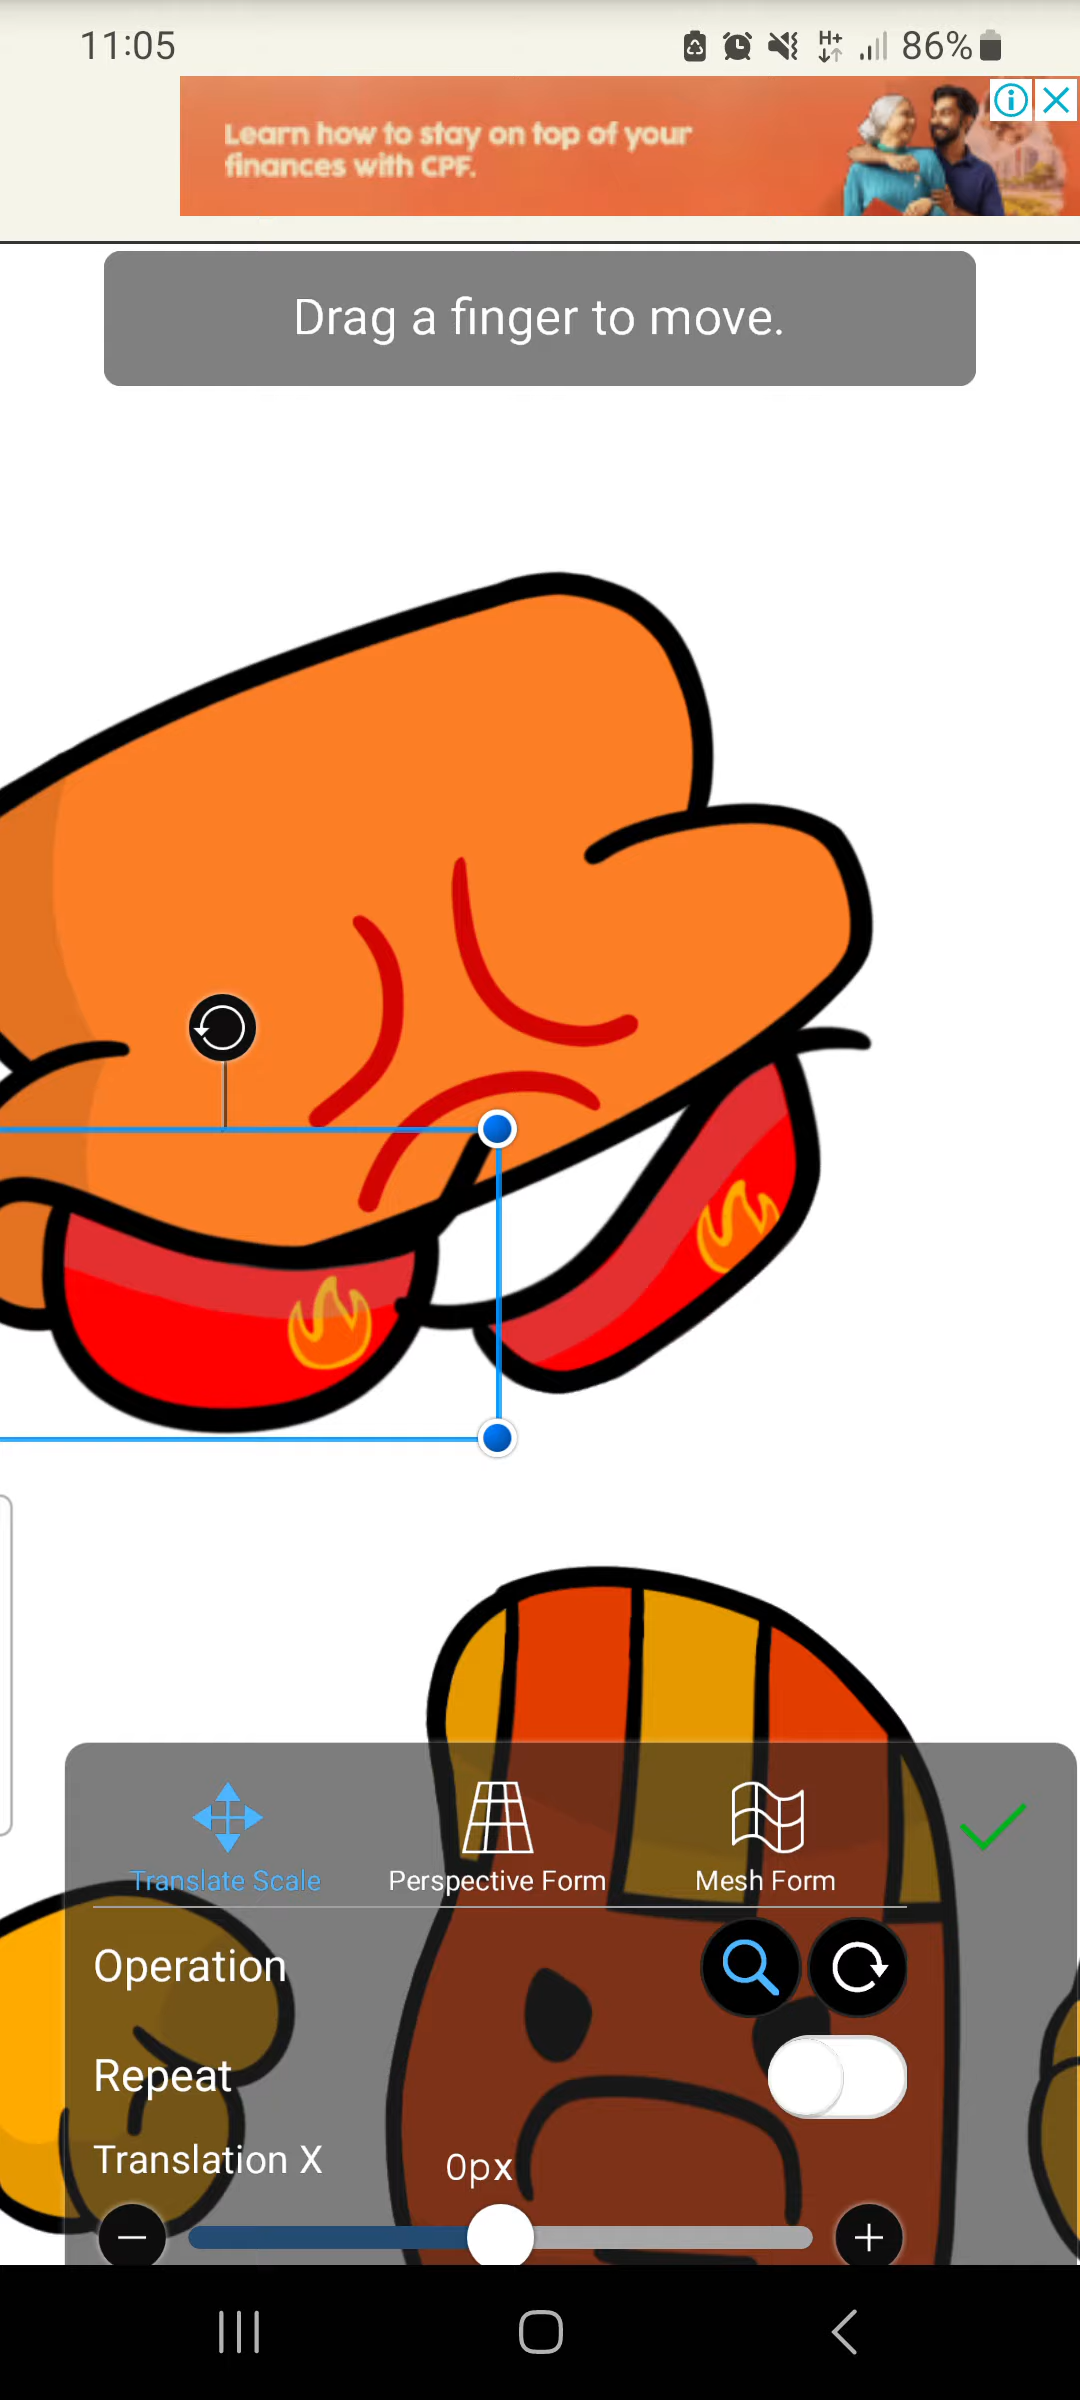 11:05
H+
86%
Learn how to stay on top of your
finances with CPF.
Drag a finger to move.
Translate Scale
Perspective Form
Mesh Form
Operation
Repeat
Translation X
0px